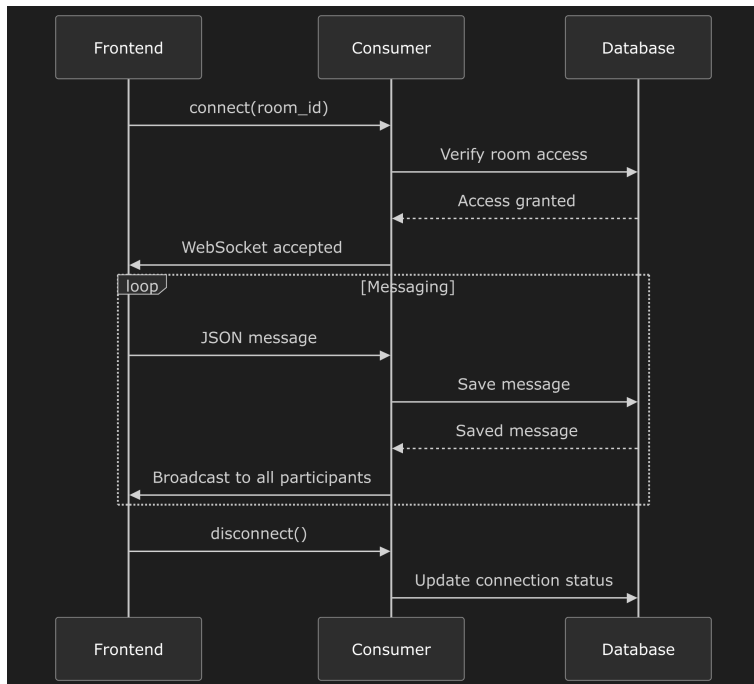 Frontend
Consumer
Database
connect(room_id)
Verify room access
Access granted
WebSocket accepted
loop
[Messaging]
JSON message
Save message
Saved message
Broadcast to all participants
disconnect()
Update connection status
Frontend
Consumer
Database